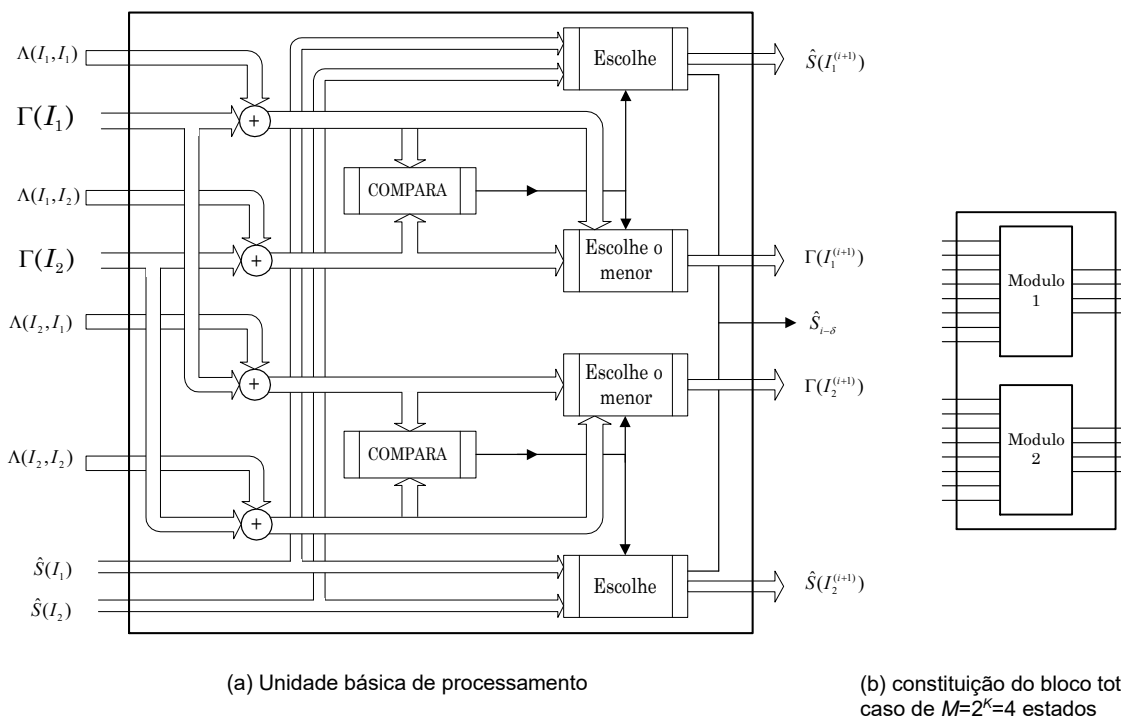 Λ(I₁,I₁)
Γ(I₁)
Λ(I₁,I₂)
Γ(I₂)
Λ(I₂,I₁)
Λ(I₂,I₂)
Ŝ(I₁)
Ŝ(I₂)
+
+
+
+
COMPARA
COMPARA
Escolhe
Escolhe o
menor
Escolhe o
menor
Escolhe
Ŝ(I₁⁽ⁱ⁺¹⁾)
Γ(I₁⁽ⁱ⁺¹⁾)
Ŝᵢ₋δ
Γ(I₂⁽ⁱ⁺¹⁾)
Ŝ(I₂⁽ⁱ⁺¹⁾)
Modulo
1
Modulo
2
(a) Unidade básica de processamento
(b) constituição do bloco tot
caso de M=2ᴷ=4 estados